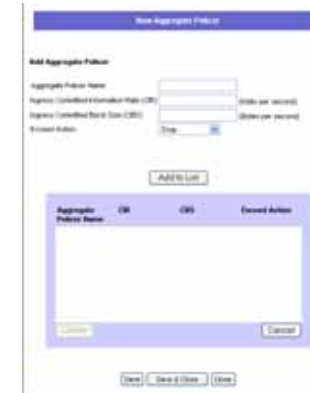 New Aggregate Policer
Add Aggregate Policer
Aggregate Policer Name
Ingress Committed Information Rate (CIR) (kbits per second)
Ingress Committed Burst Size (CBS) (kbits per second)
Exceed Action Drop
Add to List
Aggregate Policer Name CIR CBS Exceed Action
Delete Cancel
Save Save & Close Close